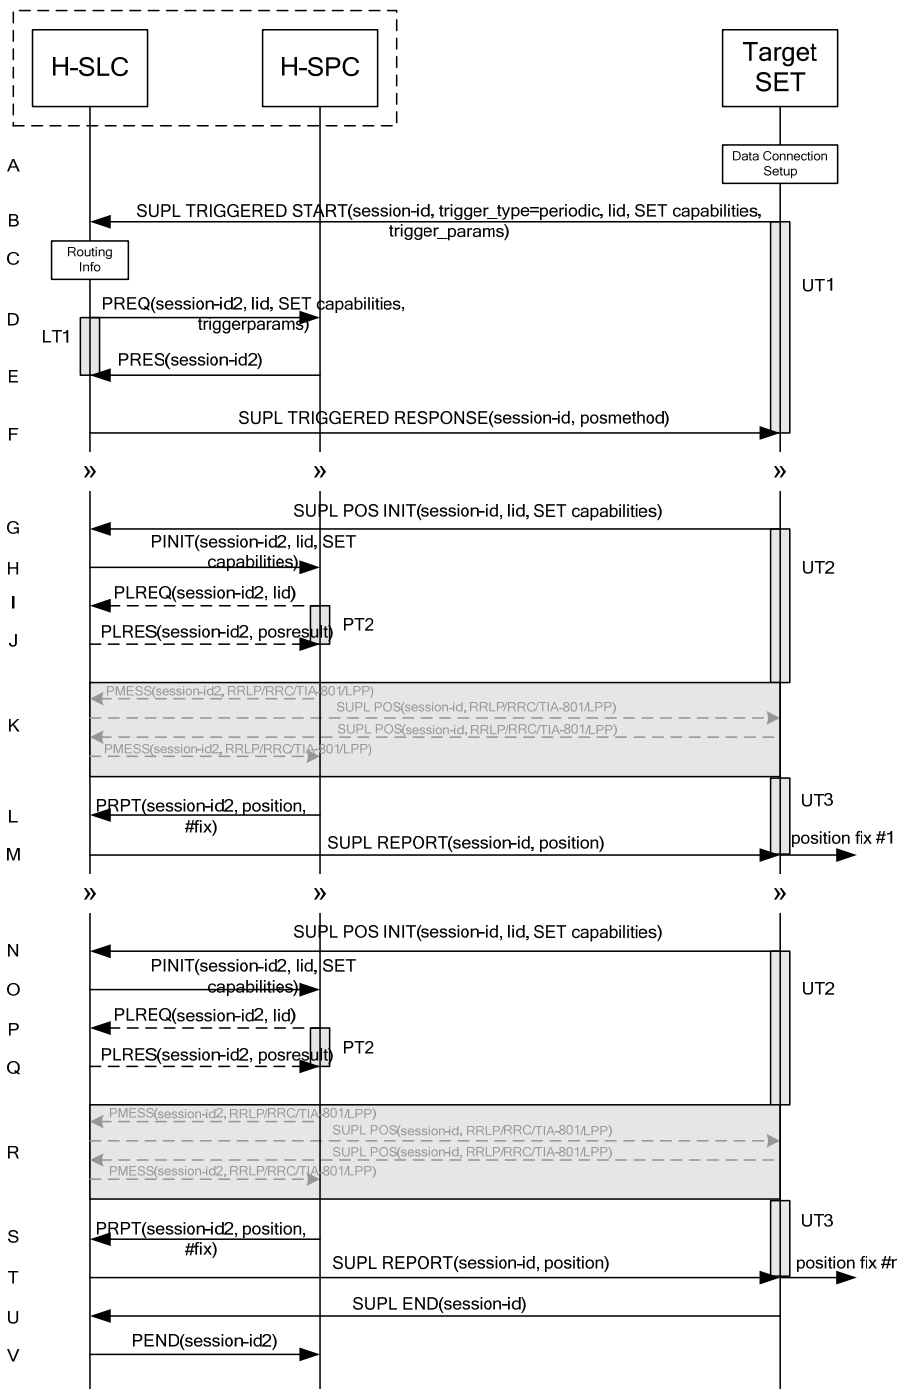 H-SLC
H-SPC
Target
SET
A
Data Connection
Setup
B
SUPL TRIGGERED START(session-id, trigger_type=periodic, lid, SET capabilities,
trigger_params)
C
Routing
Info
UT1
D
PREQ(session-id2, lid, SET capabilities,
triggerparams)
LT1
E
PRES(session-id2)
F
SUPL TRIGGERED RESPONSE(session-id, posmethod)
» » »
G
SUPL POS INIT(session-id, lid, SET capabilities)
H
PINIT(session-id2, lid, SET
capabilities)
UT2
I
PLREQ(session-id2, lid)
J
PLRES(session-id2, posresult)
PT2
K
PMESS(session-id2, RRLP/RRC/TIA-801/LPP)
SUPL POS(session-id, RRLP/RRC/TIA-801/LPP)
SUPL POS(session-id, RRLP/RRC/TIA-801/LPP)
PMESS(session-id2, RRLP/RRC/TIA-801/LPP)
UT3
L
PRPT(session-id2, position,
#fix)
M
SUPL REPORT(session-id, position)
position fix #1
» » »
N
SUPL POS INIT(session-id, lid, SET capabilities)
O
PINIT(session-id2, lid, SET
capabilities)
UT2
P
PLREQ(session-id2, lid)
Q
PLRES(session-id2, posresult)
PT2
R
PMESS(session-id2, RRLP/RRC/TIA-801/LPP)
SUPL POS(session-id, RRLP/RRC/TIA-801/LPP)
SUPL POS(session-id, RRLP/RRC/TIA-801/LPP)
PMESS(session-id2, RRLP/RRC/TIA-801/LPP)
UT3
S
PRPT(session-id2, position,
#fix)
T
SUPL REPORT(session-id, position)
position fix #n
U
SUPL END(session-id)
V
PEND(session-id2)